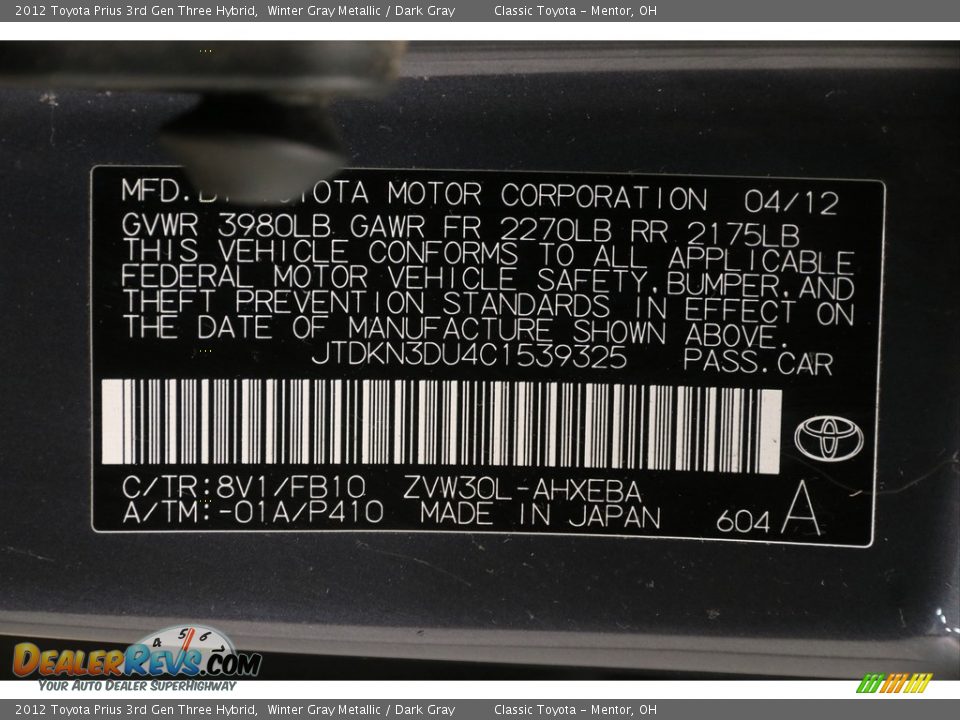 2012 Toyota Prius 3rd Gen Three Hybrid, Winter Gray Metallic / Dark Gray Classic Toyota - Mentor, OH
MFD. TOYOTA MOTOR CORPORATION 04/12
GVWR 3980LB GAWR FR 2270LB RR 2175LB
THIS VEHICLE CONFORMS TO ALL APPLICABLE
FEDERAL MOTOR VEHICLE SAFETY,BUMPER,AND
THEFT PREVENTION STANDARDS IN EFFECT ON
THE DATE OF MANUFACTURE SHOWN ABOVE.
JTDKN3DU4C1539325 PASS.CAR
C/TR:8V1/FB10 ZVW30L-AHXEBA
A/TM:-01A/P410 MADE IN JAPAN 604 A
4 5 6
DEALERREVS.COM
YOUR AUTO DEALER SUPERHIGHWAY
2012 Toyota Prius 3rd Gen Three Hybrid, Winter Gray Metallic / Dark Gray Classic Toyota - Mentor, OH